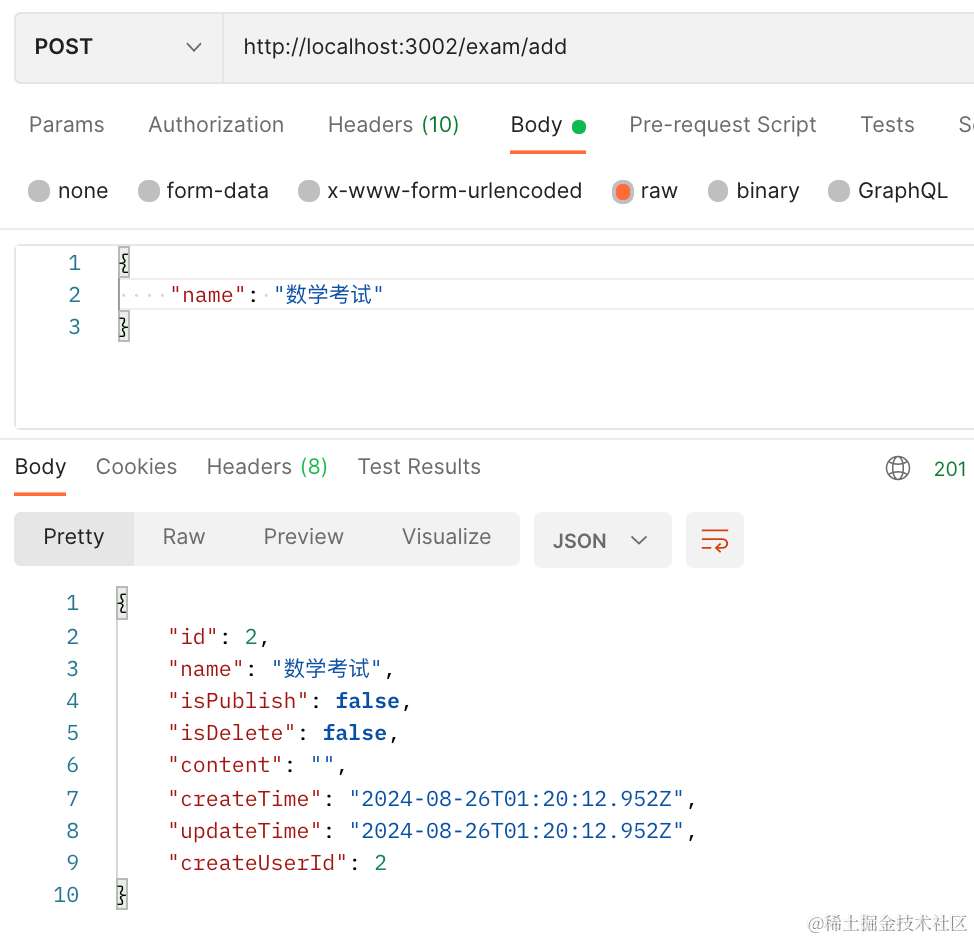 POST http://localhost:3002/exam/add
Params Authorization Headers (10) Body Pre-request Script Tests
none form-data x-www-form-urlencoded raw binary GraphQL
1 {
2 "name": "数学考试"
3 }
Body Cookies Headers (8) Test Results 201
Pretty Raw Preview Visualize JSON
1 {
2 "id": 2,
3 "name": "数学考试",
4 "isPublish": false,
5 "isDelete": false,
6 "content": "",
7 "createTime": "2024-08-26T01:20:12.952Z",
8 "updateTime": "2024-08-26T01:20:12.952Z",
9 "createUserId": 2
10 }
@稀土掘金技术社区